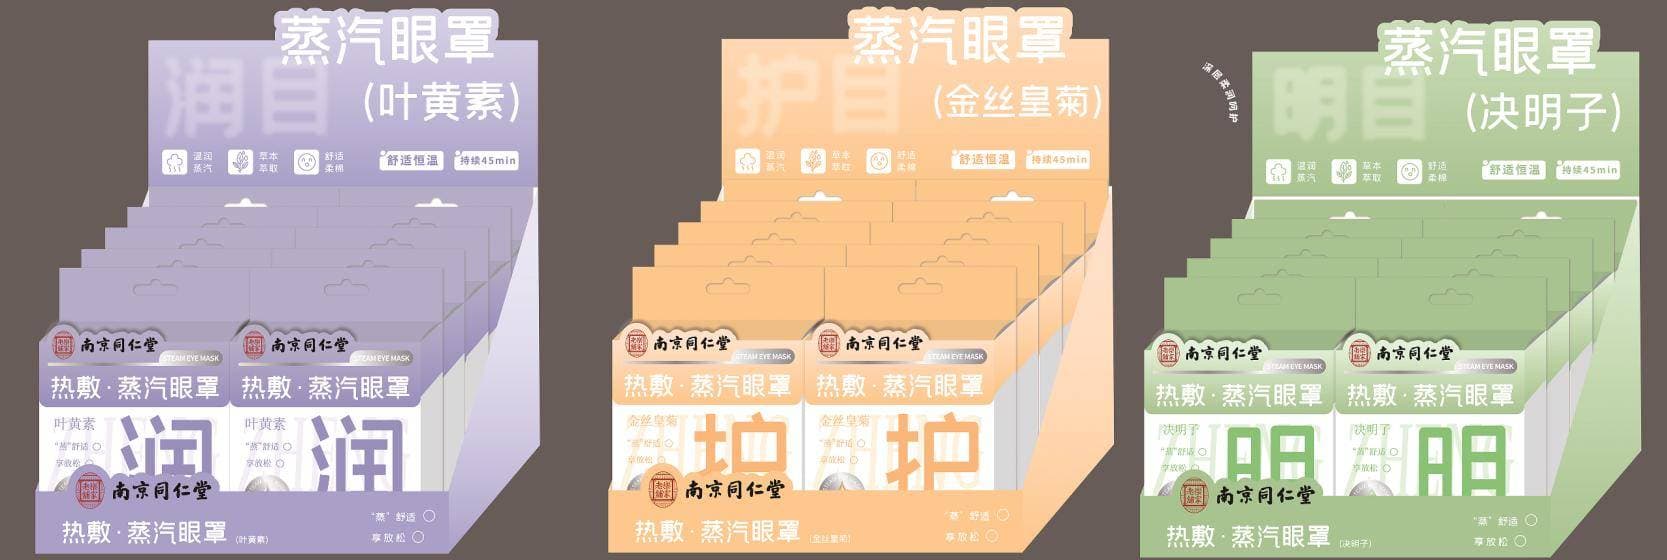 蒸汽眼罩
润目
(叶黄素)
温润
蒸汽
草本
萃取
舒适
柔棉
舒适恒温
持续45min
南京同仁堂
STEAM EYE MASK
热敷·蒸汽眼罩
叶黄素
"蒸"舒适
享放松
润
南京同仁堂
STEAM EYE MASK
热敷·蒸汽眼罩
叶黄素
"蒸"舒适
享放松
润
南京同仁堂
热敷·蒸汽眼罩
(叶黄素)
"蒸"舒适
享放松
蒸汽眼罩
护目
(金丝皇菊)
温润
蒸汽
草本
萃取
舒适
柔棉
舒适恒温
持续45min
南京同仁堂
STEAM EYE MASK
热敷·蒸汽眼罩
金丝皇菊
"蒸"舒适
享放松
护
南京同仁堂
STEAM EYE MASK
热敷·蒸汽眼罩
金丝皇菊
"蒸"舒适
享放松
护
南京同仁堂
热敷·蒸汽眼罩
(金丝皇菊)
"蒸"舒适
享放松
深层柔润呵护
蒸汽眼罩
明目
(决明子)
温润
蒸汽
草本
萃取
舒适
柔棉
舒适恒温
持续45min
南京同仁堂
STEAM EYE MASK
热敷·蒸汽眼罩
决明子
"蒸"舒适
享放松
明
南京同仁堂
STEAM EYE MASK
热敷·蒸汽眼罩
决明子
"蒸"舒适
享放松
明
南京同仁堂
热敷·蒸汽眼罩
(决明子)
"蒸"舒适
享放松